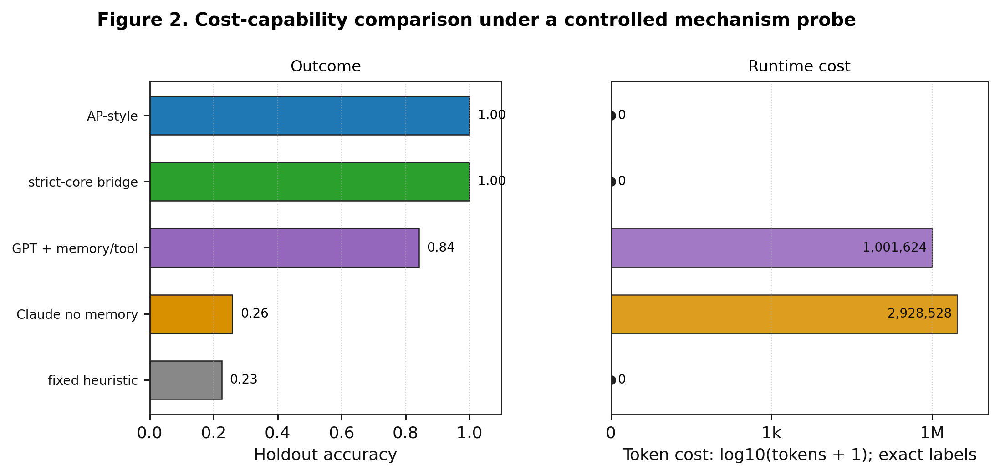 Figure 2. Cost-capability comparison under a controlled mechanism probe
Outcome
AP-style
1.00
strict-core bridge
1.00
GPT + memory/tool
0.84
Claude no memory
0.26
fixed heuristic
0.23
0.0 0.2 0.4 0.6 0.8 1.0
Holdout accuracy
Runtime cost
0
0
1,001,624
2,928,528
0
0 1k 1M
Token cost: log10(tokens + 1); exact labels